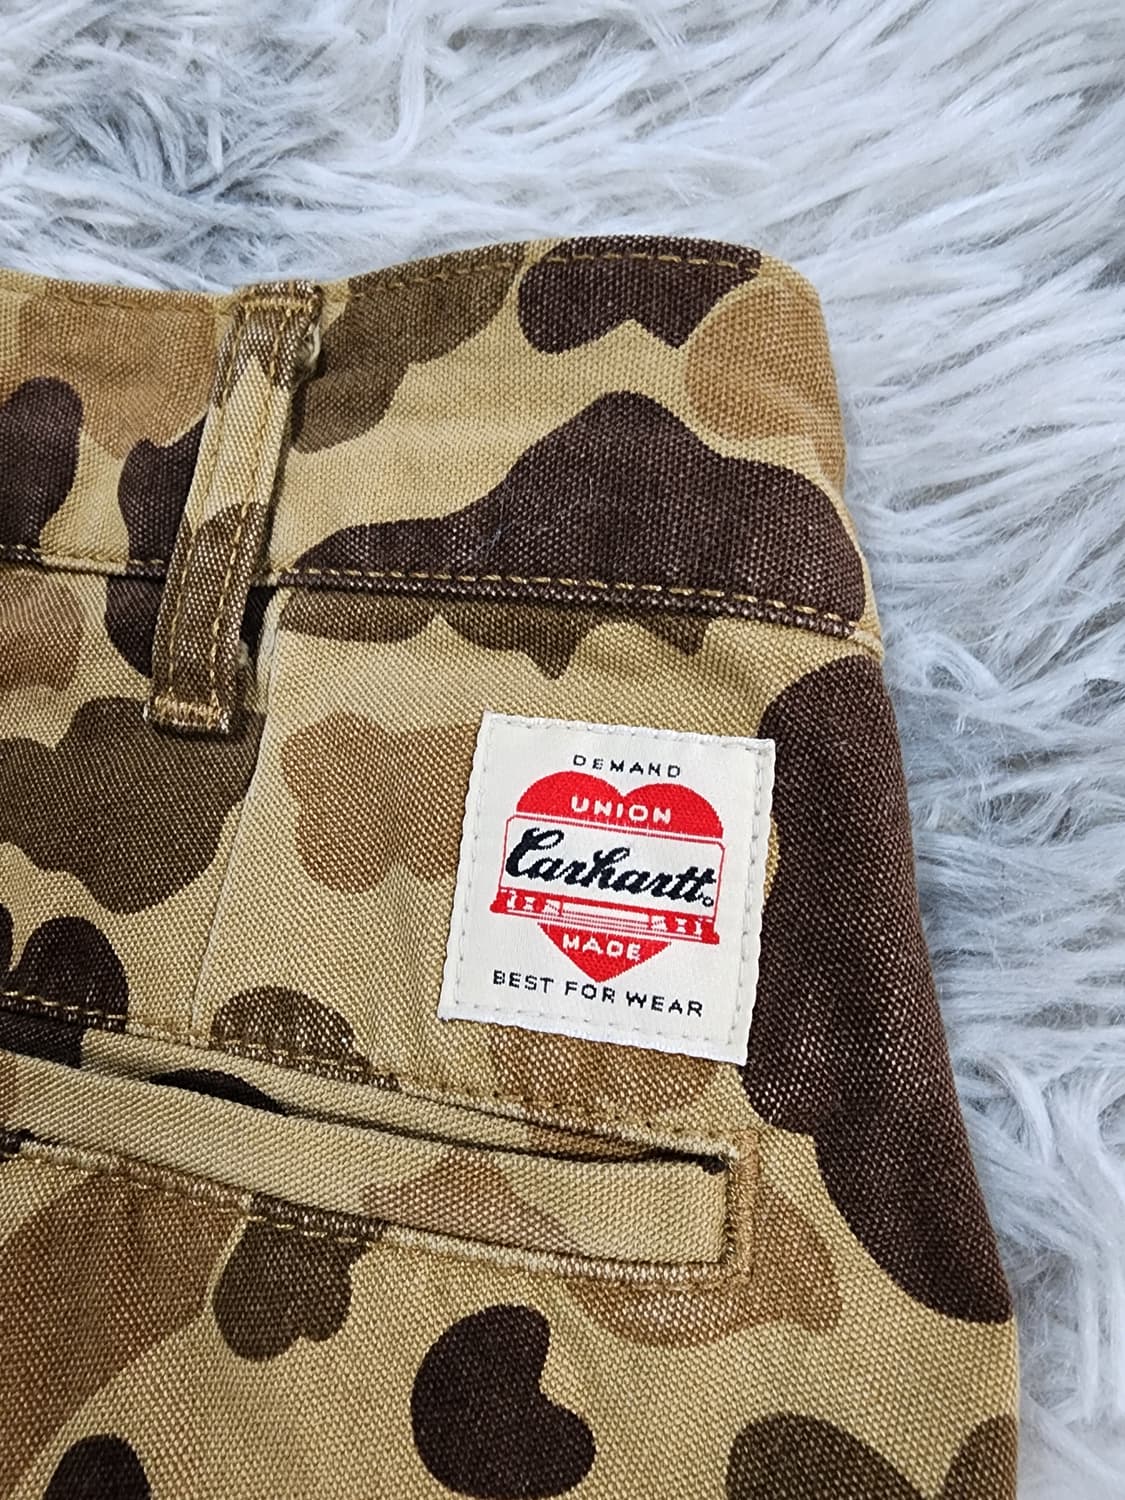 DEMAND
UNION
Carhartt
MADE
BEST FOR WEAR